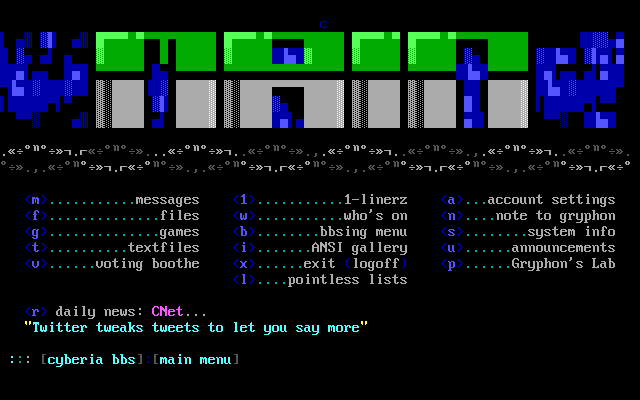 c
<m>............messages <1>...........1-linerz <a>...account settings
<f>...............files <w>...........who's on <n>....note to gryphon
<g>...............games <b>........bbsing menu <s>........system info
<t>...........textfiles <i>.......ANSI gallery <u>......announcements
<v>.......voting boothe <x>......exit (logoff) <p>......Gryphon's Lab
<l>....pointless lists
<r> daily news: CNet...
"Twitter tweaks tweets to let you say more"
::: [cyberia bbs]:[main menu]